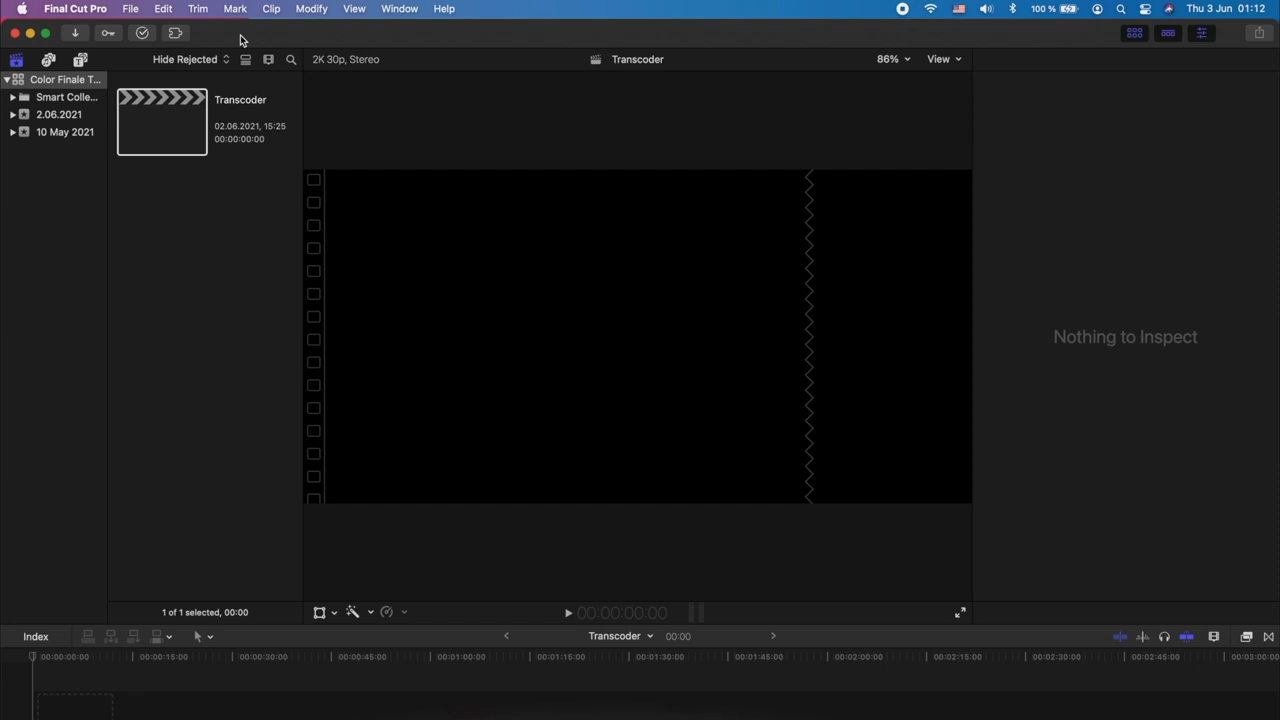 Final Cut Pro File Edit Trim Mark Clip Modify View Window Help 100 % Thu 3 Jun 01:12
Hide Rejected 2K 30p, Stereo Transcoder 86% View
Color Finale T...
Smart Colle...
2.06.2021
10 May 2021
Transcoder
02.06.2021, 15:25
00:00:00:00
Nothing to Inspect
1 of 1 selected, 00:00 00:00:00:00
Index Transcoder 00:00
00:00:00:00 00:00:15:00 00:00:30:00 00:00:45:00 00:01:00:00 00:01:15:00 00:01:30:00 00:01:45:00 00:02:00:00 00:02:15:00 00:02:30:00 00:02:45:00 00:03:00:00